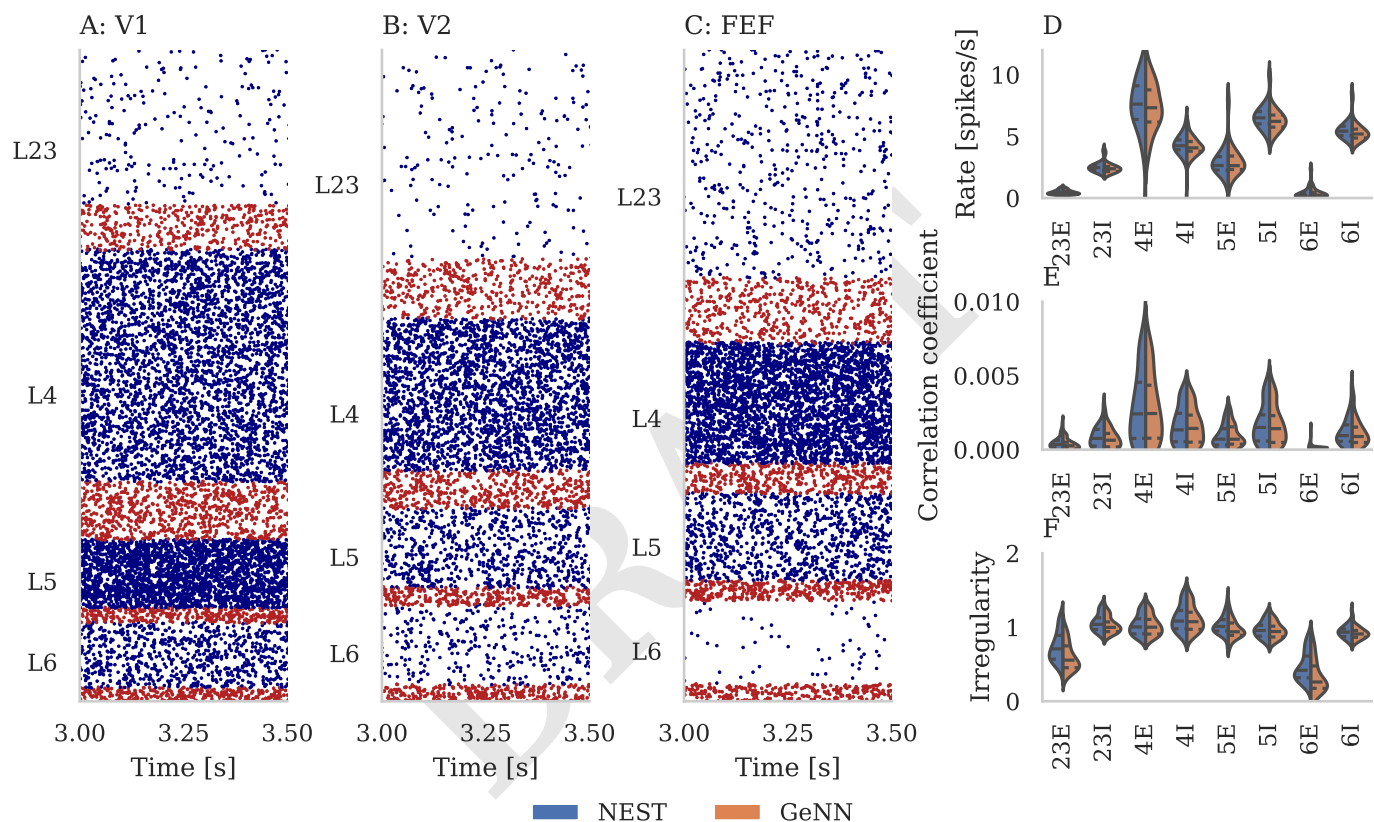 A: V1
B: V2
C: FEF
D
L23
L4
L5
L6
3.00 3.25 3.50
Time [s]
L23
L4
L5
L6
3.00 3.25 3.50
Time [s]
L23
L4
L5
L6
3.00 3.25 3.50
Time [s]
Rate [spikes/s]
10
5
0
23E 23I 4E 4I 5E 5I 6E 6I
E
Correlation coefficient
0.010
0.005
0.000
23E 23I 4E 4I 5E 5I 6E 6I
F
Irregularity
2
1
0
23E 23I 4E 4I 5E 5I 6E 6I
NEST GeNN